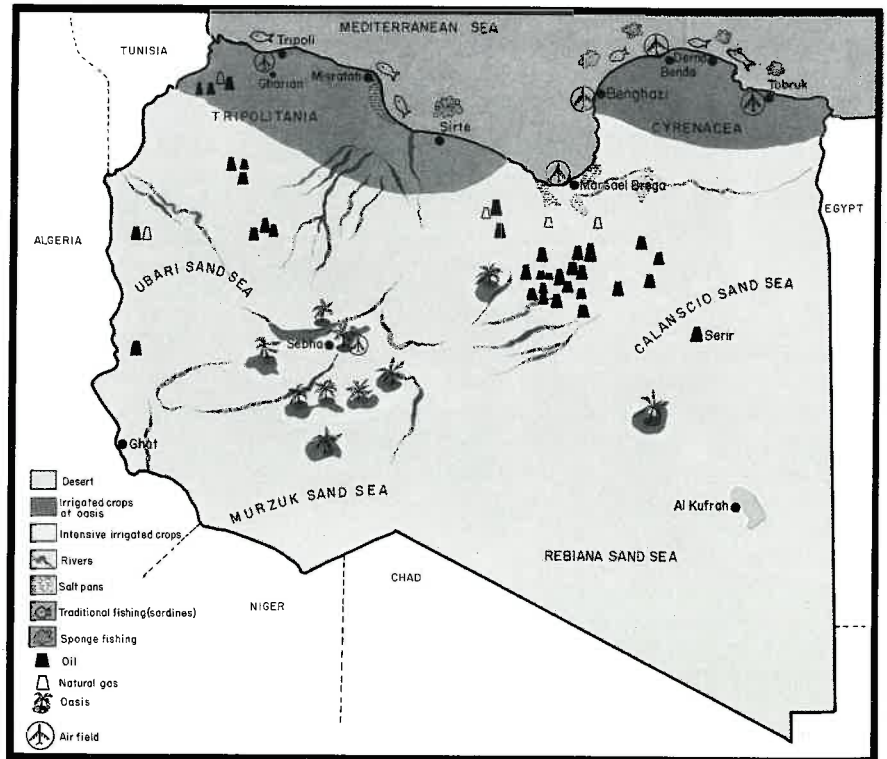 MEDITERRANEAN SEA
TUNISIA
Tripoli
Gharian
Misratah
TRIPOLITANIA
Sirte
Derna
Benda
Tobruk
Benghazi
CYRENACEA
Marsael Brega
EGYPT
ALGERIA
UBARI SAND SEA
CALANSCIO SAND SEA
Serir
Sebha
Ghat
MURZUK SAND SEA
Al Kufrah
REBIANA SAND SEA
CHAD
NIGER
Desert
Irrigated crops
at oasis
Intensive irrigated crops
Rivers
Salt pans
Traditional fishing (sardines)
Sponge fishing
Oil
Natural gas
Oasis
Air field